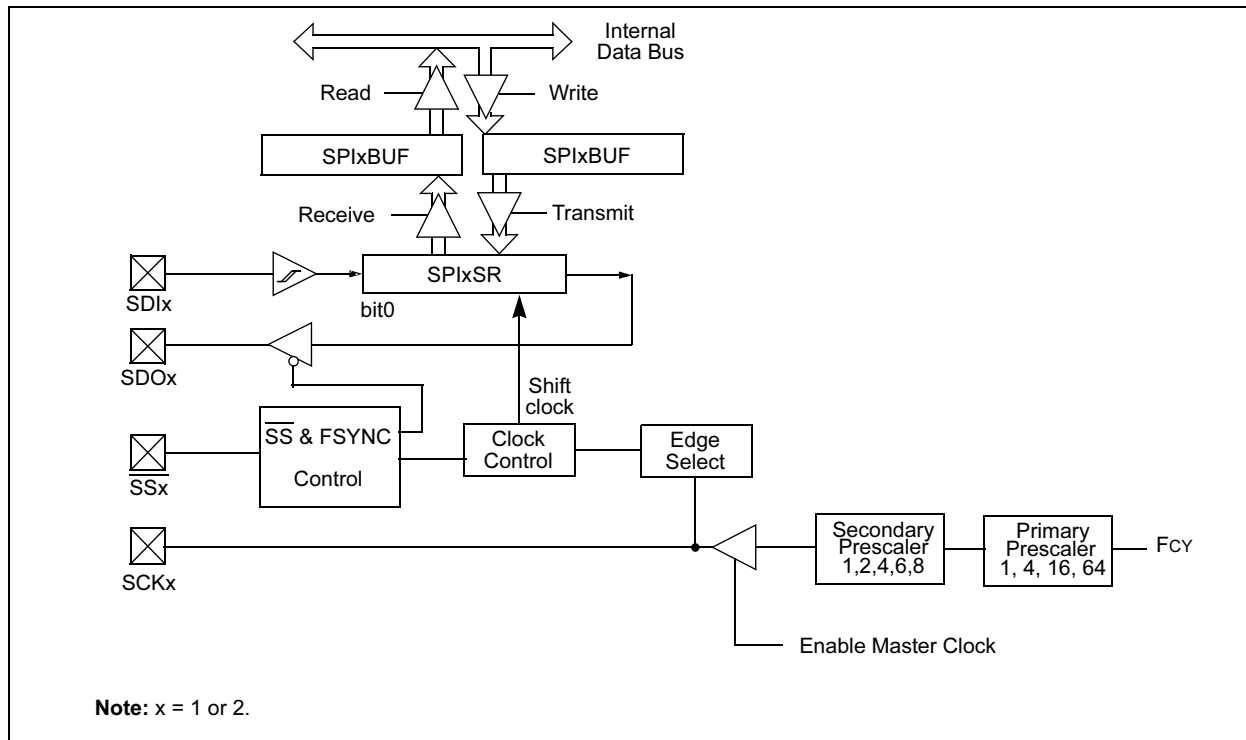 Internal
Data Bus
Read
Write
SPIxBUF
SPIxBUF
Receive
Transmit
SDIx
SPIxSR
bit0
SDOx
Shift
clock
SS & FSYNC
Control
Clock
Control
Edge
Select
SSx
SCKx
Secondary
Prescaler
1,2,4,6,8
Primary
Prescaler
1, 4, 16, 64
FCY
Enable Master Clock
Note: x = 1 or 2.